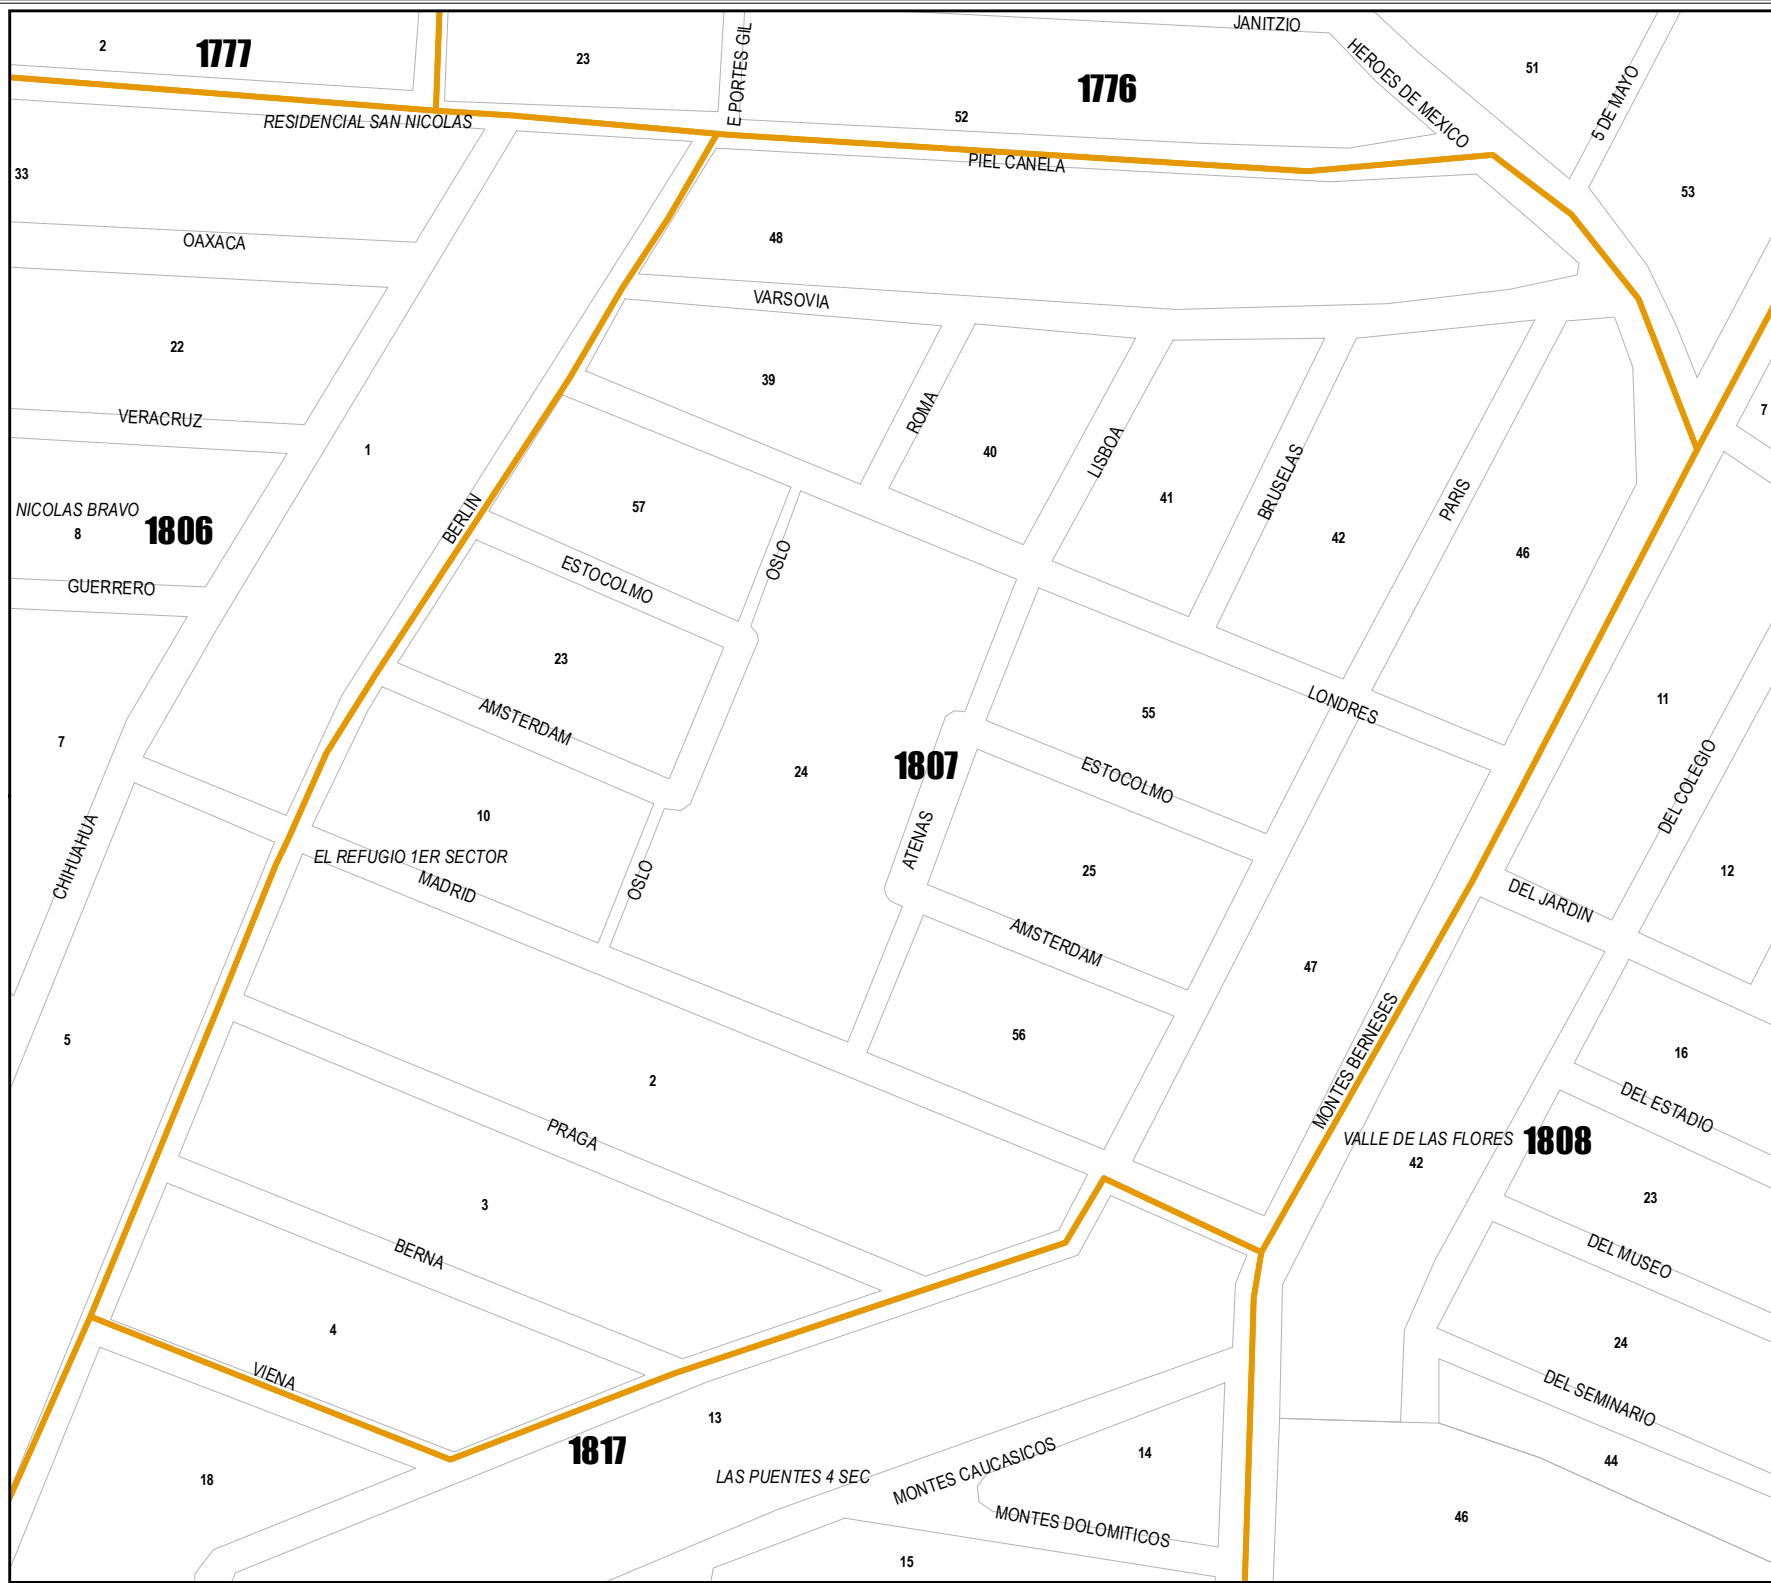 JANITZIO
2
1777
23
E PORTES GIL
1776
HEROES DE MEXICO
51
5 DE MAYO
52
RESIDENCIAL SAN NICOLAS
PIEL CANELA
33
53
OAXACA
48
VARSOVIA
22
39
ROMA
7
VERACRUZ
1
40
LISBOA
41
BRUSELAS
PARIS
NICOLAS BRAVO
8
1806
BERLIN
57
42
46
OSLO
ESTOCOLMO
GUERRERO
23
AMSTERDAM
LONDRES
55
11
7
24
1807
ESTOCOLMO
DEL COLEGIO
10
CHIHUAHUA
EL REFUGIO 1ER SECTOR
MADRID
OSLO
ATENAS
25
12
DEL JARDIN
AMSTERDAM
47
5
56
MONTES BERNESES
16
2
DEL ESTADIO
PRAGA
VALLE DE LAS FLORES
1808
42
3
23
BERNA
DEL MUSEO
4
24
VIENA
DEL SEMINARIO
13
1817
14
44
18
LAS PUENTES 4 SEC
MONTES CAUCASICOS
MONTES DOLOMITICOS
46
15